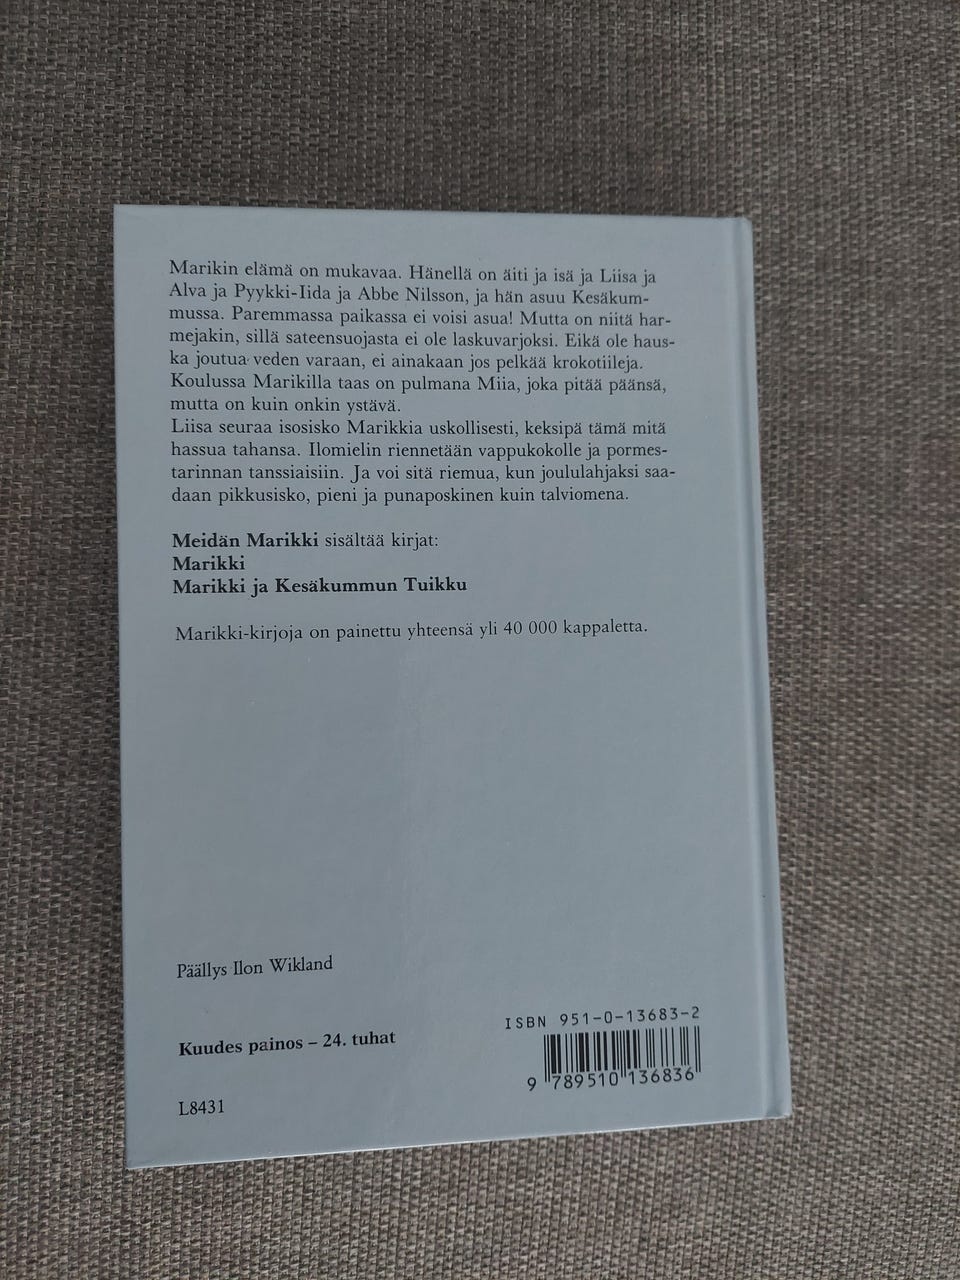 Marikin elämä on mukavaa. Hänellä on äiti ja isä ja Liisa ja
Alva ja Pyykki-Iida ja Abbe Nilsson, ja hän asuu Kesäkum-
mussa. Paremmassa paikassa ei voisi asua! Mutta on niitä har-
mejakin, sillä sateensuojasta ei ole laskuvarjoksi. Eikä ole haus-
ka joutua veden varaan, ei ainakaan jos pelkää krokotiileja.
Koulussa Marikilla taas on pulmana Miia, joka pitää päänsä,
mutta on kuin onkin ystävä.
Liisa seuraa isosisko Marikkia uskollisesti, keksipä tämä mitä
hassua tahansa. Ilomielin riennetään vappukokolle ja pormes-
tarinnan tanssiaisiin. Ja voi sitä riemua, kun joululahjaksi saa-
daan pikkusisko, pieni ja punaposkinen kuin talviomena.
Meidän Marikki sisältää kirjat:
Marikki
Marikki ja Kesäkummun Tuikku
Marikki-kirjoja on painettu yhteensä yli 40 000 kappaletta.
Päällys Ilon Wikland
Kuudes painos – 24. tuhat
L8431
ISBN 951-0-13683-2
9 789510 136836